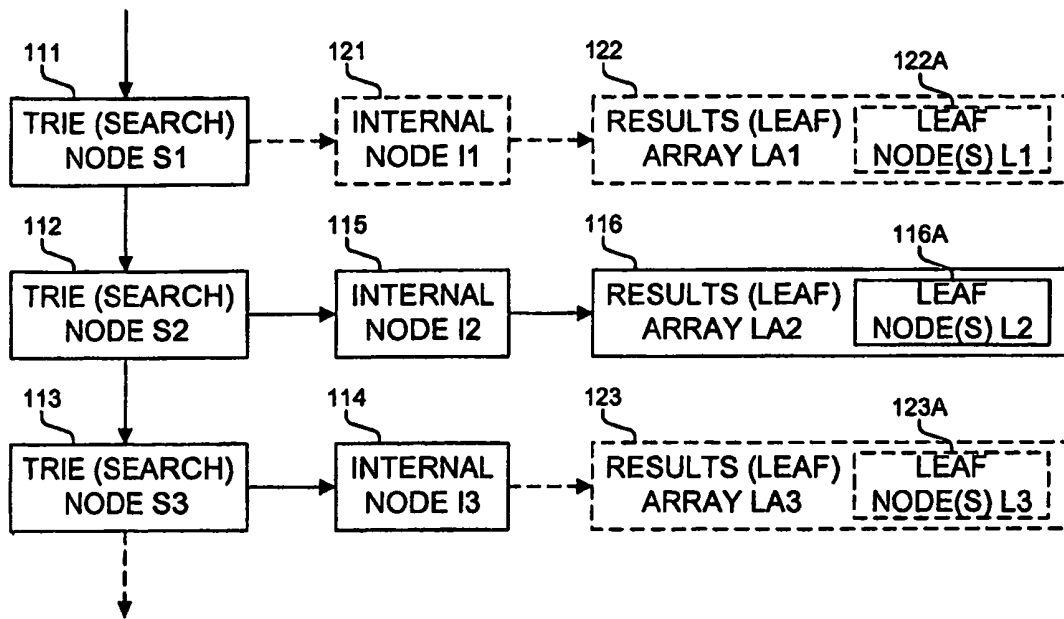 111
121
122
122A
TRIE (SEARCH)
NODE S1
INTERNAL
NODE I1
RESULTS (LEAF)
ARRAY LA1
LEAF
NODE(S) L1
112
115
116
116A
TRIE (SEARCH)
NODE S2
INTERNAL
NODE I2
RESULTS (LEAF)
ARRAY LA2
LEAF
NODE(S) L2
113
114
123
123A
TRIE (SEARCH)
NODE S3
INTERNAL
NODE I3
RESULTS (LEAF)
ARRAY LA3
LEAF
NODE(S) L3